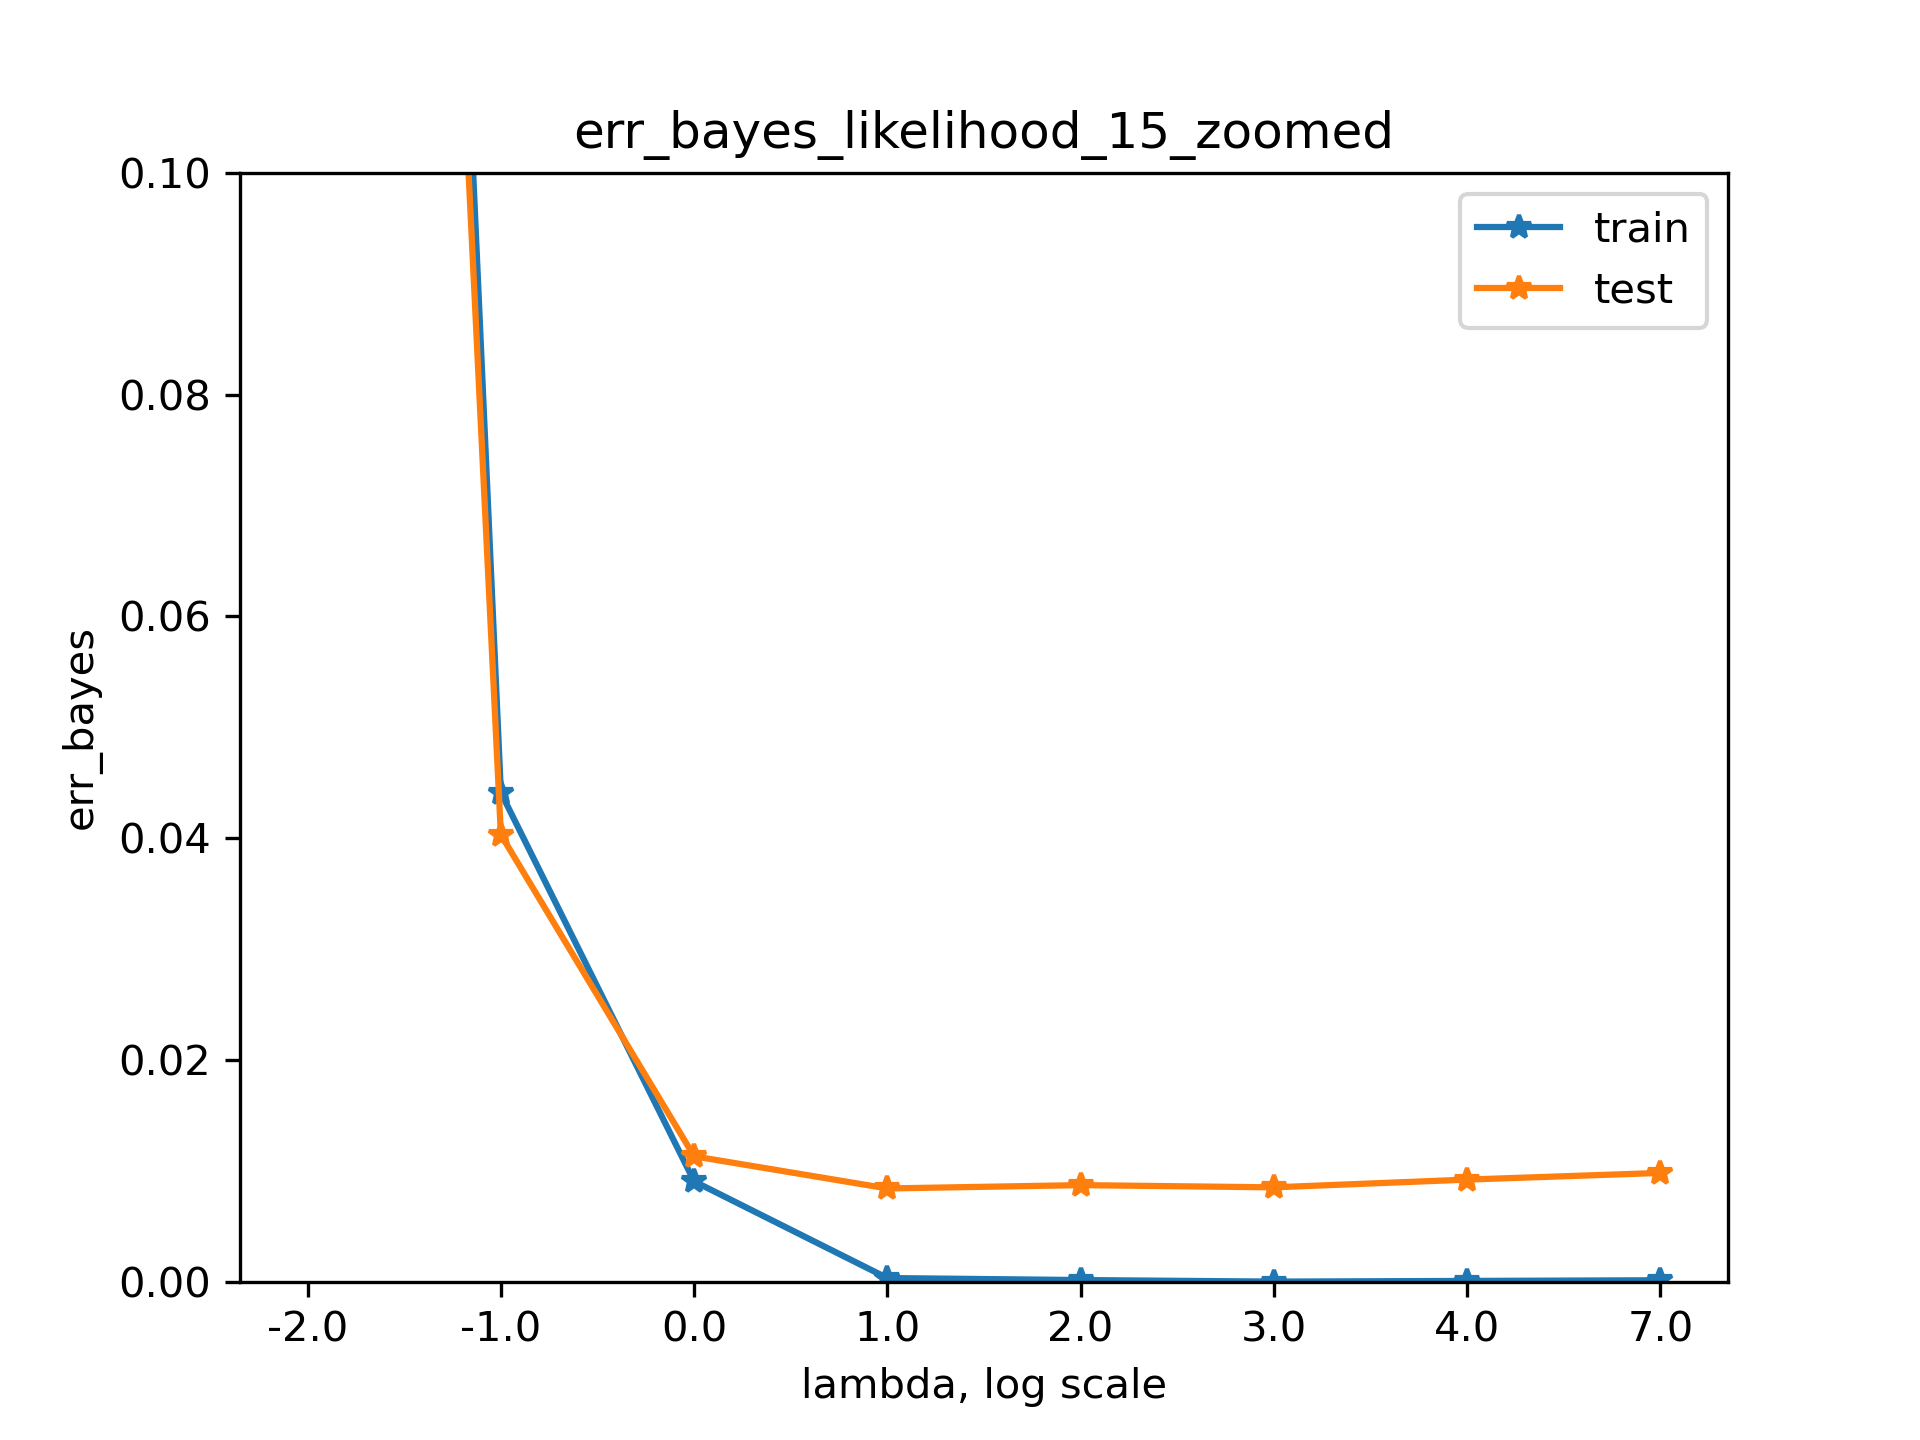 err_bayes_likelihood_15_zoomed
0.10
0.08
0.06
0.04
0.02
0.00
err_bayes
train
test
-2.0 -1.0 0.0 1.0 2.0 3.0 4.0 7.0
lambda, log scale